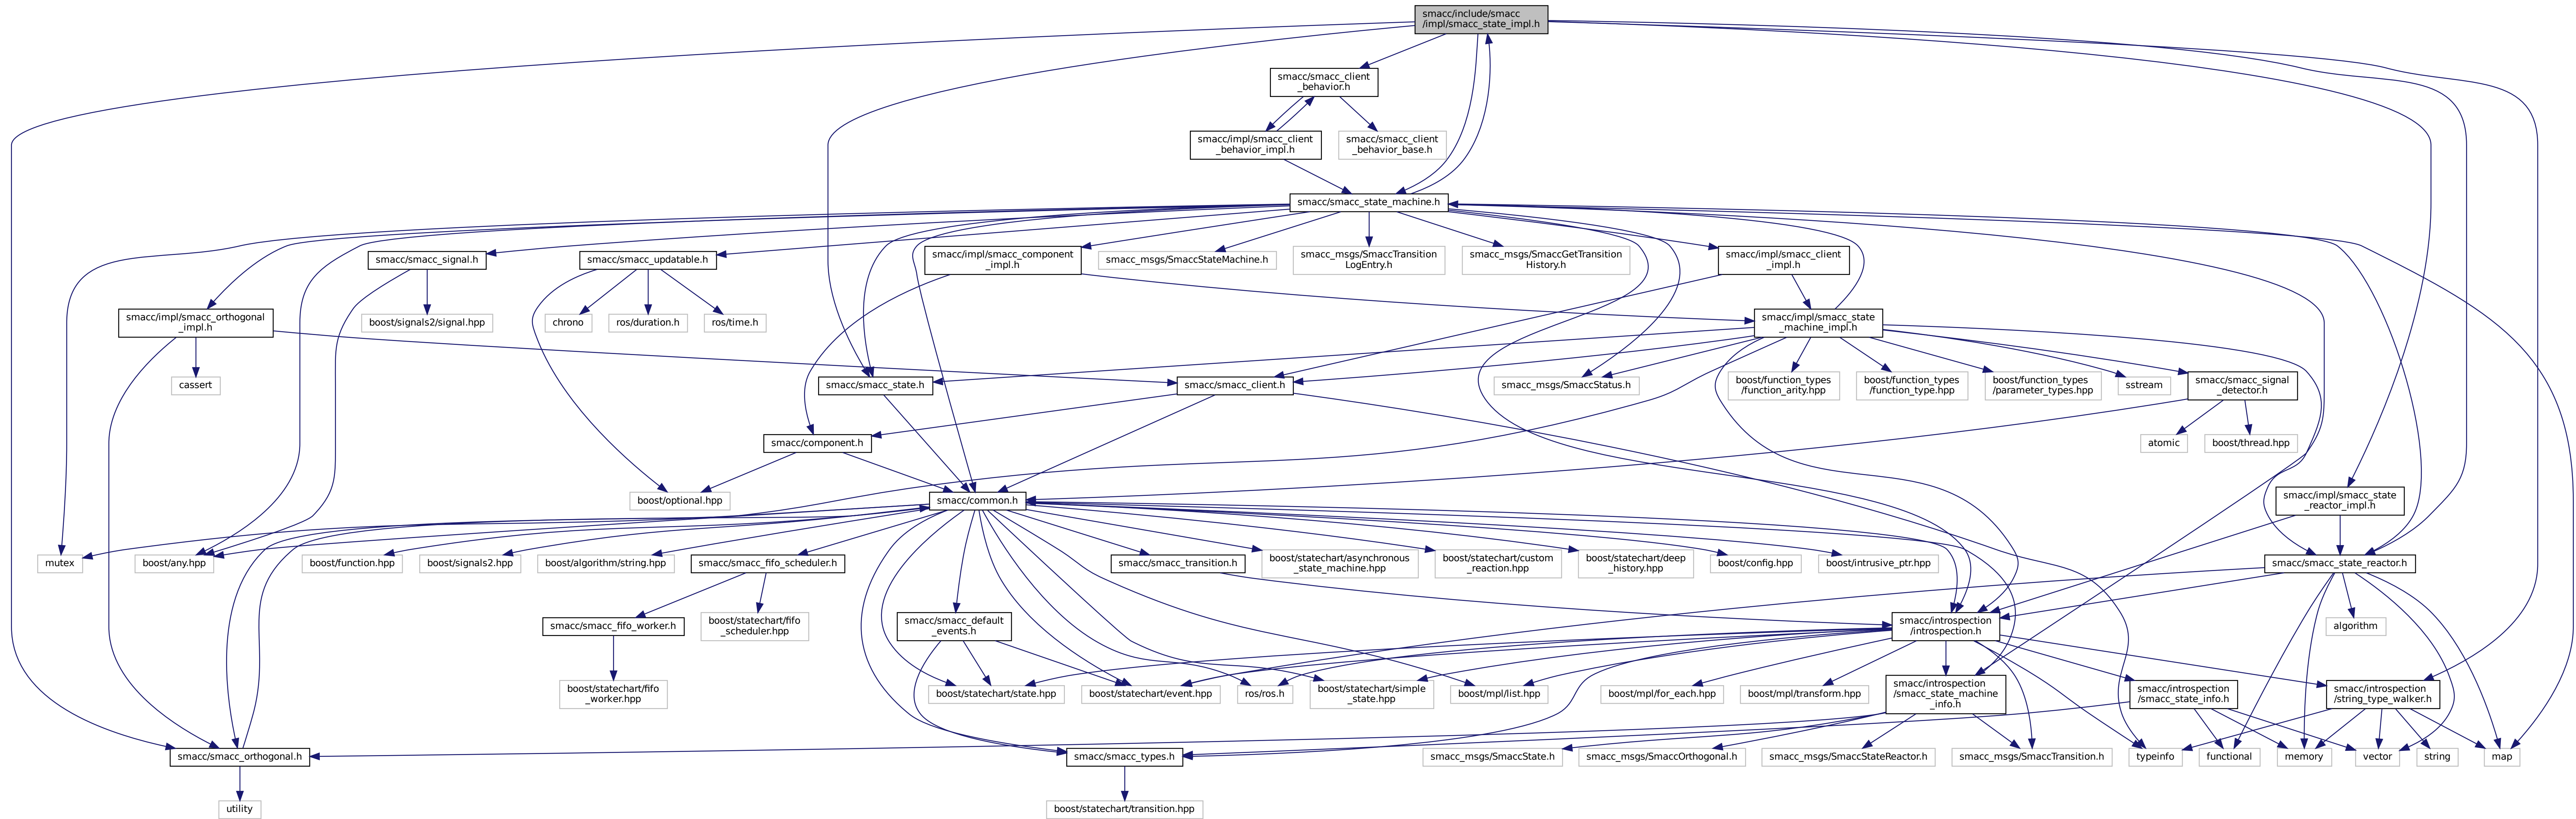 smacc/include/smacc
/impl/smacc_state_impl.h
smacc/smacc_client
_behavior.h
smacc/impl/smacc_client
_behavior_impl.h
smacc/smacc_client
_behavior_base.h
smacc/smacc_state_machine.h
smacc/smacc_signal.h
smacc/smacc_updatable.h
smacc/impl/smacc_component
_impl.h
smacc_msgs/SmaccStateMachine.h
smacc_msgs/SmaccTransition
LogEntry.h
smacc_msgs/SmaccGetTransition
History.h
smacc/impl/smacc_client
_impl.h
smacc/impl/smacc_orthogonal
_impl.h
boost/signals2/signal.hpp
chrono
ros/duration.h
ros/time.h
smacc/impl/smacc_state
_machine_impl.h
cassert
smacc/smacc_state.h
smacc/smacc_client.h
smacc_msgs/SmaccStatus.h
boost/function_types
/function_arity.hpp
boost/function_types
/function_type.hpp
boost/function_types
/parameter_types.hpp
sstream
smacc/smacc_signal
_detector.h
smacc/component.h
atomic
boost/thread.hpp
boost/optional.hpp
smacc/common.h
smacc/impl/smacc_state
_reactor_impl.h
mutex
boost/any.hpp
boost/function.hpp
boost/signals2.hpp
boost/algorithm/string.hpp
smacc/smacc_fifo_scheduler.h
smacc/smacc_transition.h
boost/statechart/asynchronous
_state_machine.hpp
boost/statechart/custom
_reaction.hpp
boost/statechart/deep
_history.hpp
boost/config.hpp
boost/intrusive_ptr.hpp
smacc/smacc_state_reactor.h
smacc/smacc_fifo_worker.h
boost/statechart/fifo
_scheduler.hpp
smacc/smacc_default
_events.h
smacc/introspection
/introspection.h
algorithm
boost/statechart/fifo
_worker.hpp
boost/statechart/state.hpp
boost/statechart/event.hpp
ros/ros.h
boost/statechart/simple
_state.hpp
boost/mpl/list.hpp
boost/mpl/for_each.hpp
boost/mpl/transform.hpp
smacc/introspection
/smacc_state_machine
_info.h
smacc/introspection
/smacc_state_info.h
smacc/introspection
/string_type_walker.h
smacc/smacc_orthogonal.h
smacc/smacc_types.h
smacc_msgs/SmaccState.h
smacc_msgs/SmaccOrthogonal.h
smacc_msgs/SmaccStateReactor.h
smacc_msgs/SmaccTransition.h
typeinfo
functional
memory
vector
string
map
utility
boost/statechart/transition.hpp